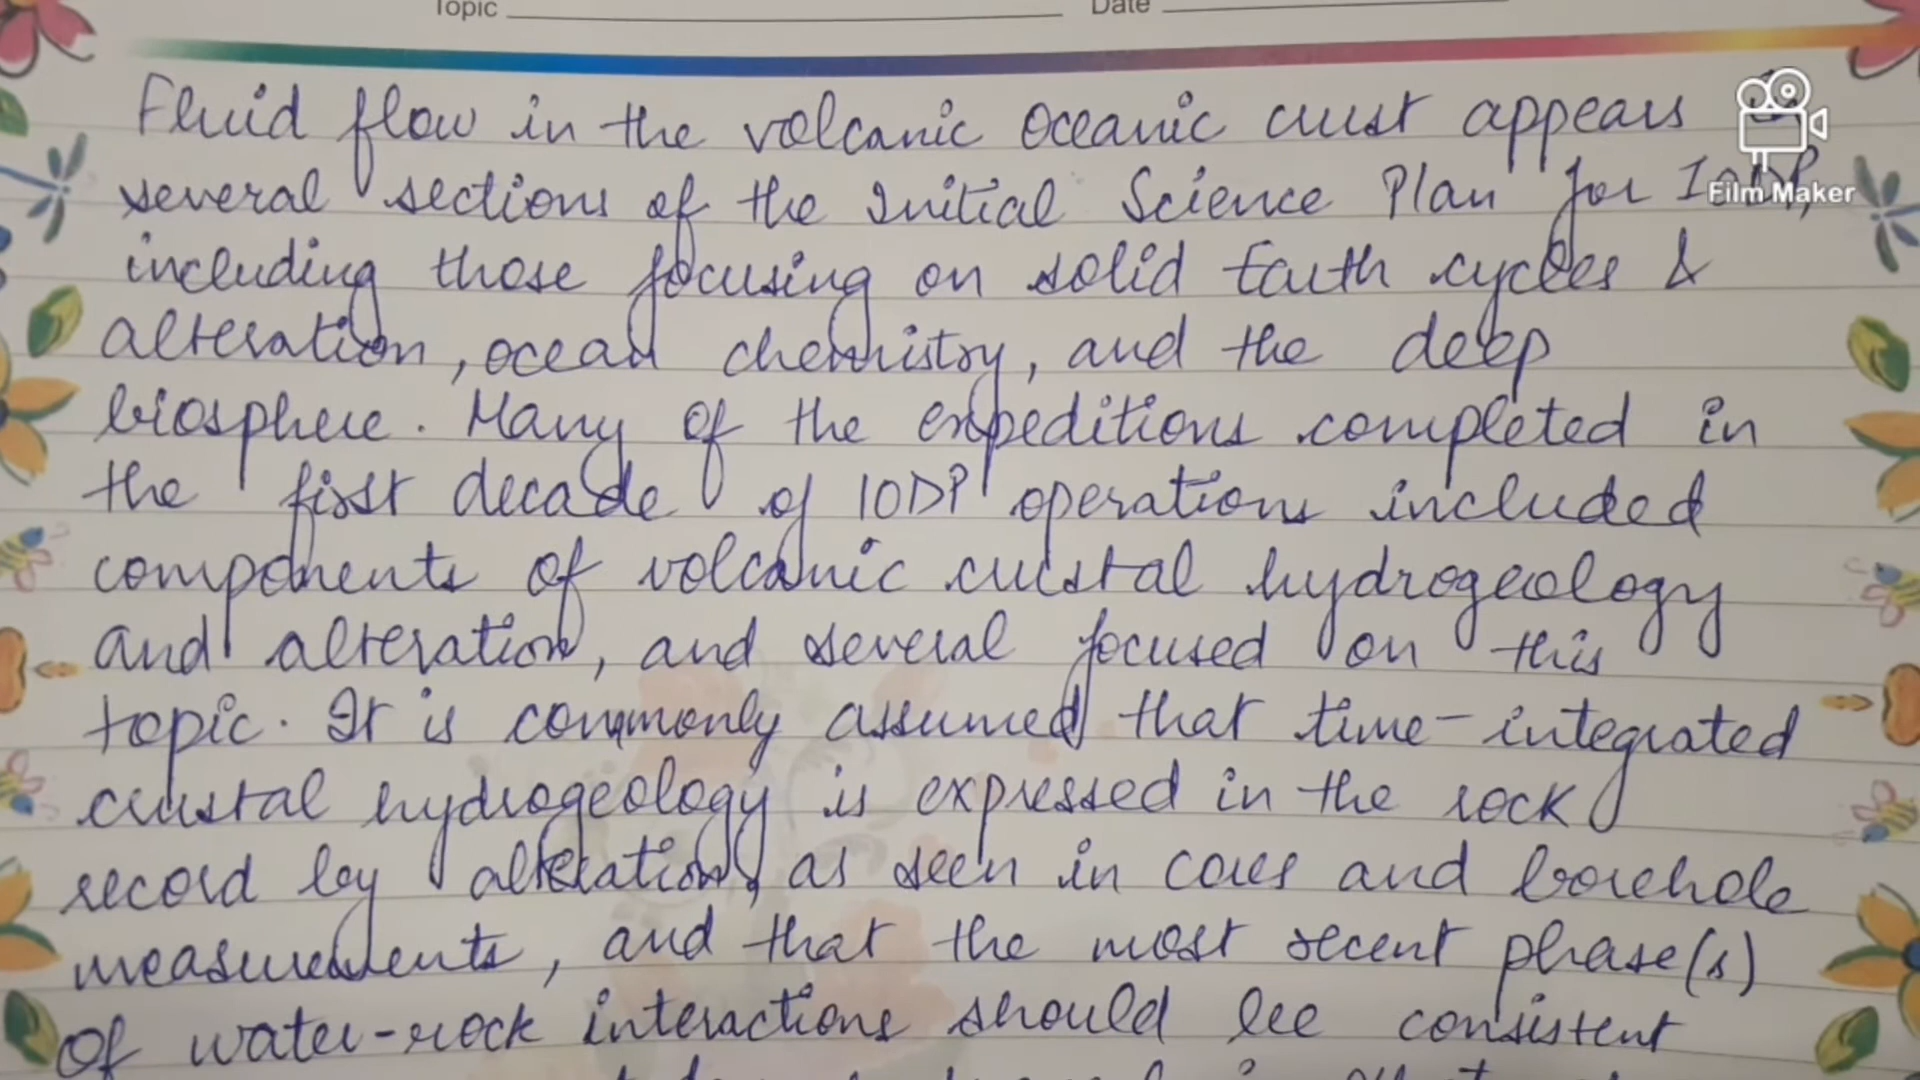 Topic Date
Fluid flow in the volcanic oceanic crust appears
several sections of the Initial Science Plan for IODP,
Film Maker
including those focusing on solid Earth cycles &
alteration, ocean chemistry, and the deep
biosphere. Many of the expeditions completed in
the first decade of IODP operations included
components of volcanic crustal hydrogeology
and alteration, and several focused on this
topic. It is commonly assumed that time-integrated
crustal hydrogeology is expressed in the rock
record by alteration, as seen in cores and borehole
measurements, and that the most recent phase(s)
Of water-rock interactions should be consistent